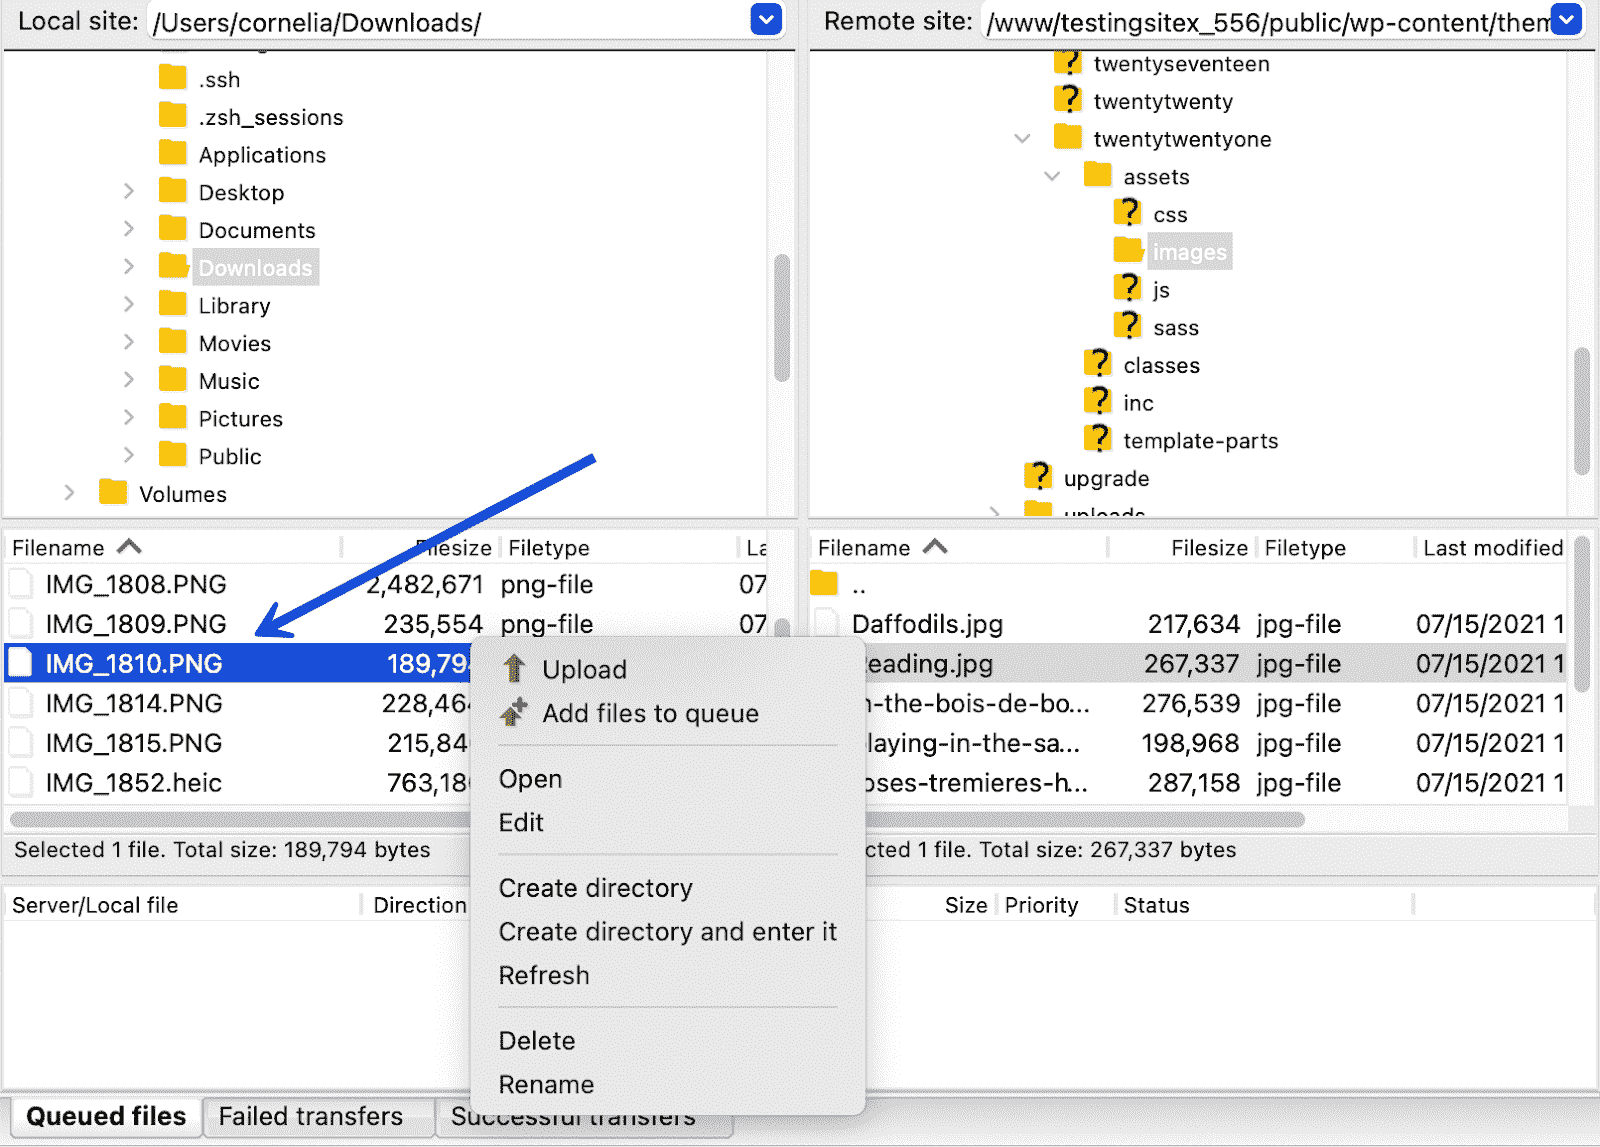 Local site: /Users/cornelia/Downloads/
Remote site: /www/testingsitex_556/public/wp-content/them
.ssh
.zsh_sessions
Applications
Desktop
Documents
Downloads
Library
Movies
Music
Pictures
Public
Volumes
twentyseventeen
twentytwenty
twentytwentyone
assets
css
images
js
sass
classes
inc
template-parts
upgrade
uploads
Filename Filesize Filetype La
IMG_1808.PNG 2,482,671 png-file 07
IMG_1809.PNG 235,554 png-file 07
IMG_1810.PNG 189,794
IMG_1814.PNG 228,464
IMG_1815.PNG 215,84
IMG_1852.heic 763,18
Selected 1 file. Total size: 189,794 bytes
Filename Filesize Filetype Last modified
..
Daffodils.jpg 217,634 jpg-file 07/15/2021 1
eading.jpg 267,337 jpg-file 07/15/2021 1
n-the-bois-de-bo... 276,539 jpg-file 07/15/2021 1
laying-in-the-sa... 198,968 jpg-file 07/15/2021 1
oses-tremieres-h... 287,158 jpg-file 07/15/2021 1
cted 1 file. Total size: 267,337 bytes
Upload
Add files to queue
Open
Edit
Create directory
Create directory and enter it
Refresh
Delete
Rename
Server/Local file Direction Size Priority Status
Queued files Failed transfers Successful transfers